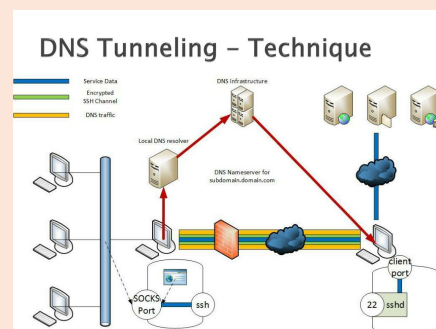 DNS Tunneling – Technique
Service Data
Encrypted
SSH Channel
DNS traffic
DNS Infrastructure
Local DNS resolver
DNS Nameserver for
subdomain.domain.com
SOCKS
Port
ssh
client
port
22
sshd